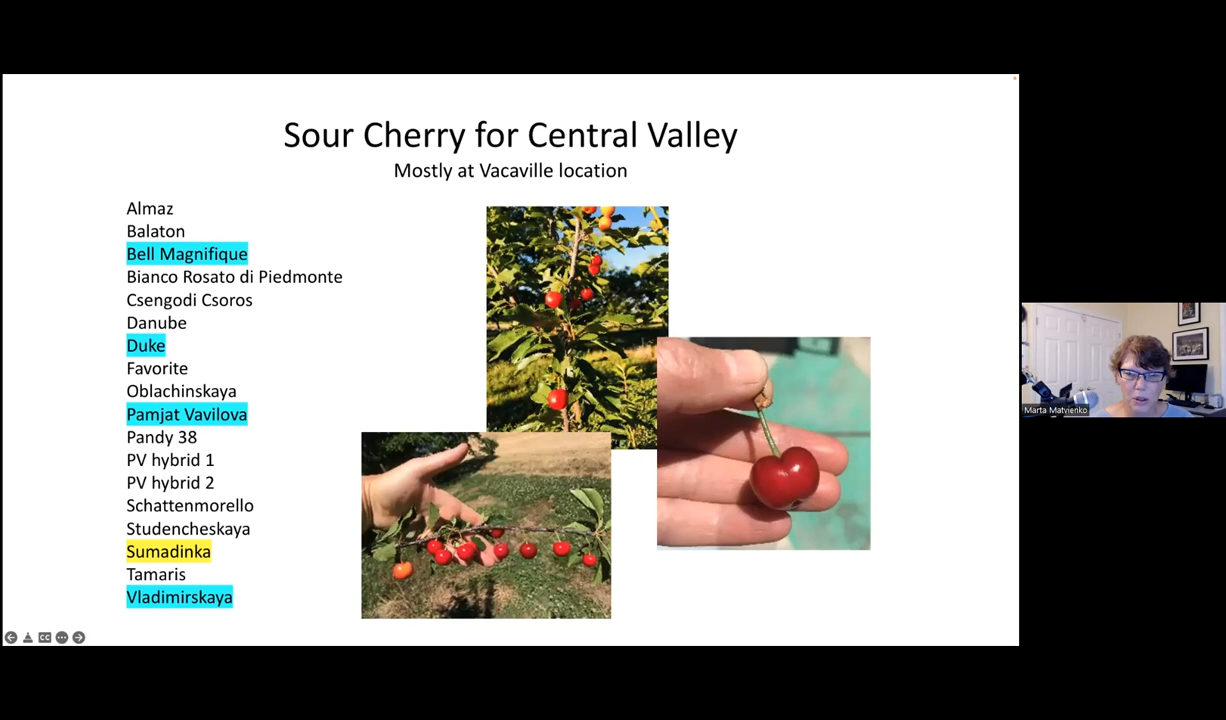 Sour Cherry for Central Valley
Mostly at Vacaville location
Almaz
Balaton
Bell Magnifique
Bianco Rosato di Piedmonte
Csengodi Csoros
Danube
Duke
Favorite
Oblachinskaya
Pamjat Vavilova
Pandy 38
PV hybrid 1
PV hybrid 2
Schattenmorello
Studencheskaya
Sumadinka
Tamaris
Vladimirskaya
CC
Marta Matvienko